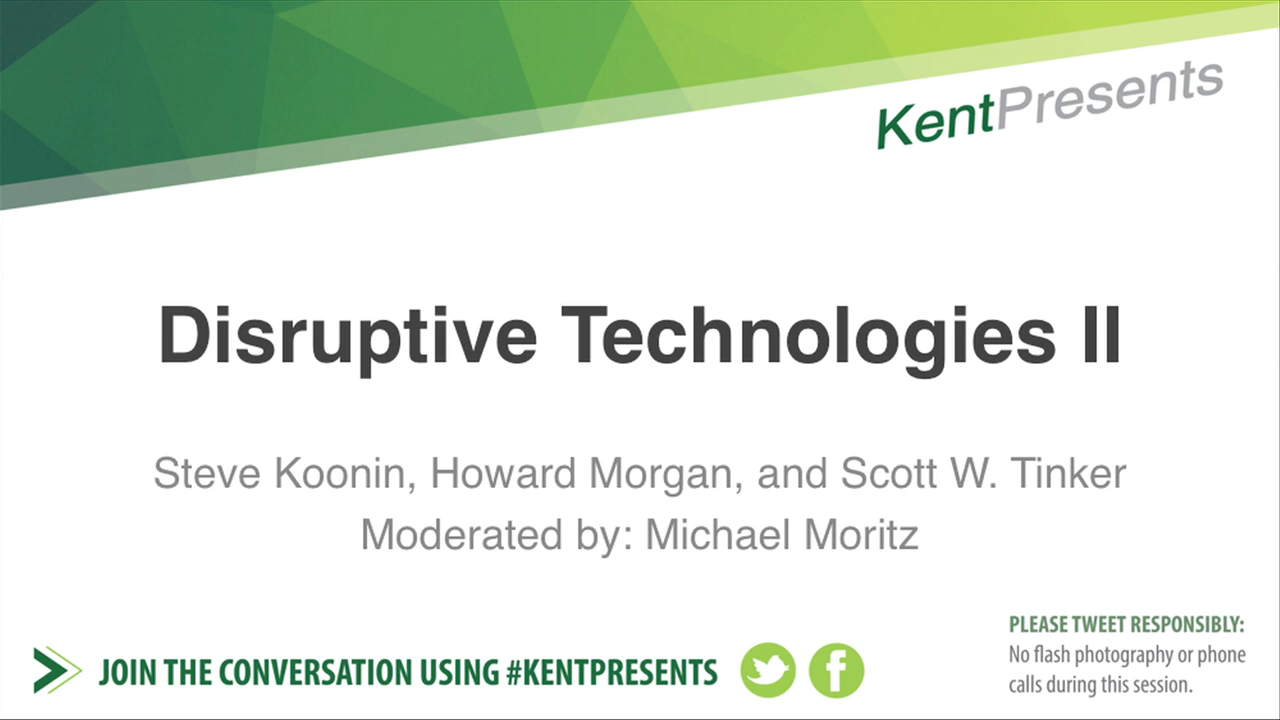 KentPresents
Disruptive Technologies II
Steve Koonin, Howard Morgan, and Scott W. Tinker
Moderated by: Michael Moritz
JOIN THE CONVERSATION USING #KENTPRESENTS
PLEASE TWEET RESPONSIBLY:
No flash photography or phone
calls during this session.